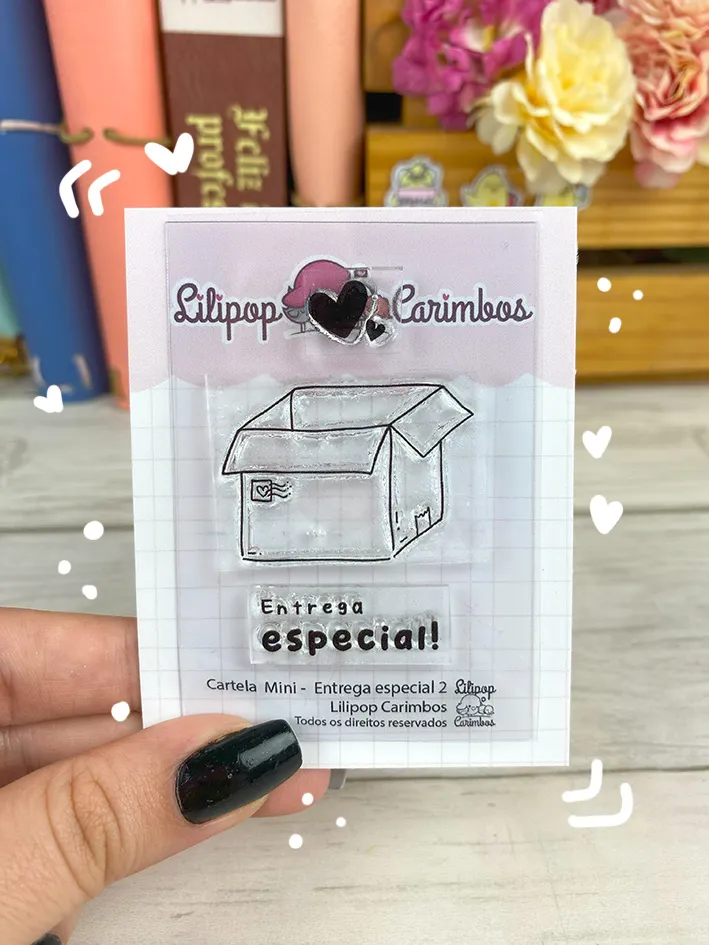 Lilipop Carimbos
Entrega
especial!
Cartela Mini - Entrega especial 2
Lilipop Carimbos
Todos os direitos reservados
Lilipop
Carimbos